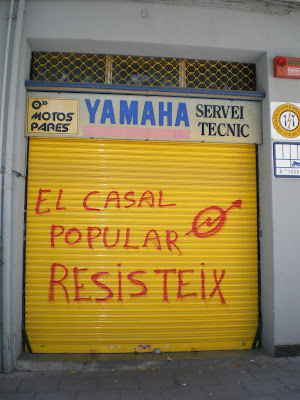 MOTOS
PARES
YAMAHA
SERVEI
TECNIC
EL CASAL
POPULAR
RESISTEIX